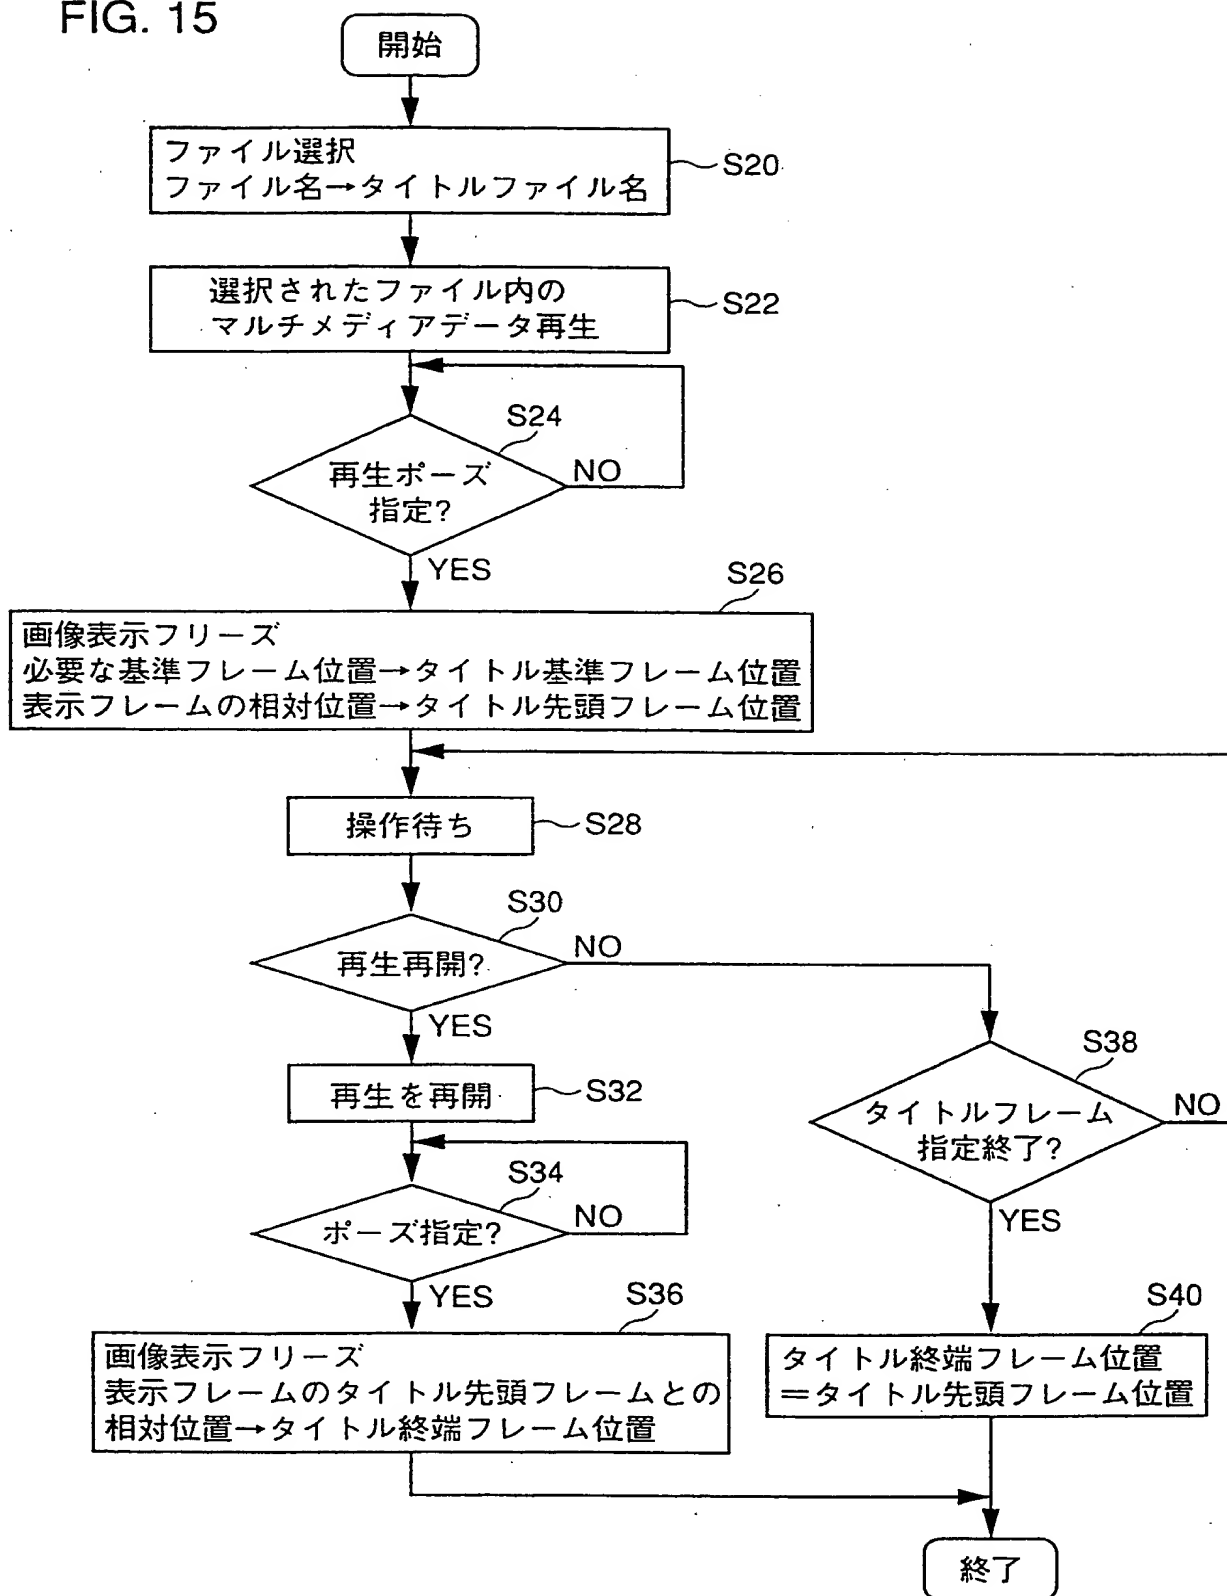 FIG. 15
開始
ファイル選択
ファイル名→タイトルファイル名
S20
選択されたファイル内の
マルチメディアデータ再生
S22
S24
再生ポーズ
指定?
NO
YES
S26
画像表示フリーズ
必要な基準フレーム位置→タイトル基準フレーム位置
表示フレームの相対位置→タイトル先頭フレーム位置
操作待ち
S28
S30
再生再開?
NO
YES
S38
タイトルフレーム
指定終了?
NO
YES
再生を再開
S32
S34
ポーズ指定?
NO
YES
S36
画像表示フリーズ
表示フレームのタイトル先頭フレームとの
相対位置→タイトル終端フレーム位置
S40
タイトル終端フレーム位置
=タイトル先頭フレーム位置
終了